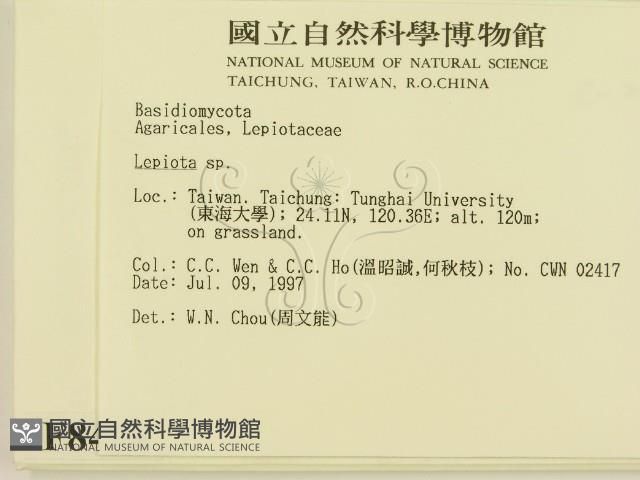 國立自然科學博物館
NATIONAL MUSEUM OF NATURAL SCIENCE
TAICHUNG, TAIWAN, R.O.CHINA
Basidiomycota
Agaricales, Lepiotaceae
Lepiota sp.
Loc.: Taiwan. Taichung: Tunghai University
(東海大學); 24.11N, 120.36E; alt. 120m;
on grassland.
Col.: C.C. Wen & C.C. Ho(溫昭誠,何秋枝); No. CWN 02417
Date: Jul. 09, 1997
Det.: W.N. Chou(周文能)
國立自然科學博物館
NATIONAL MUSEUM OF NATURAL SCIENCE